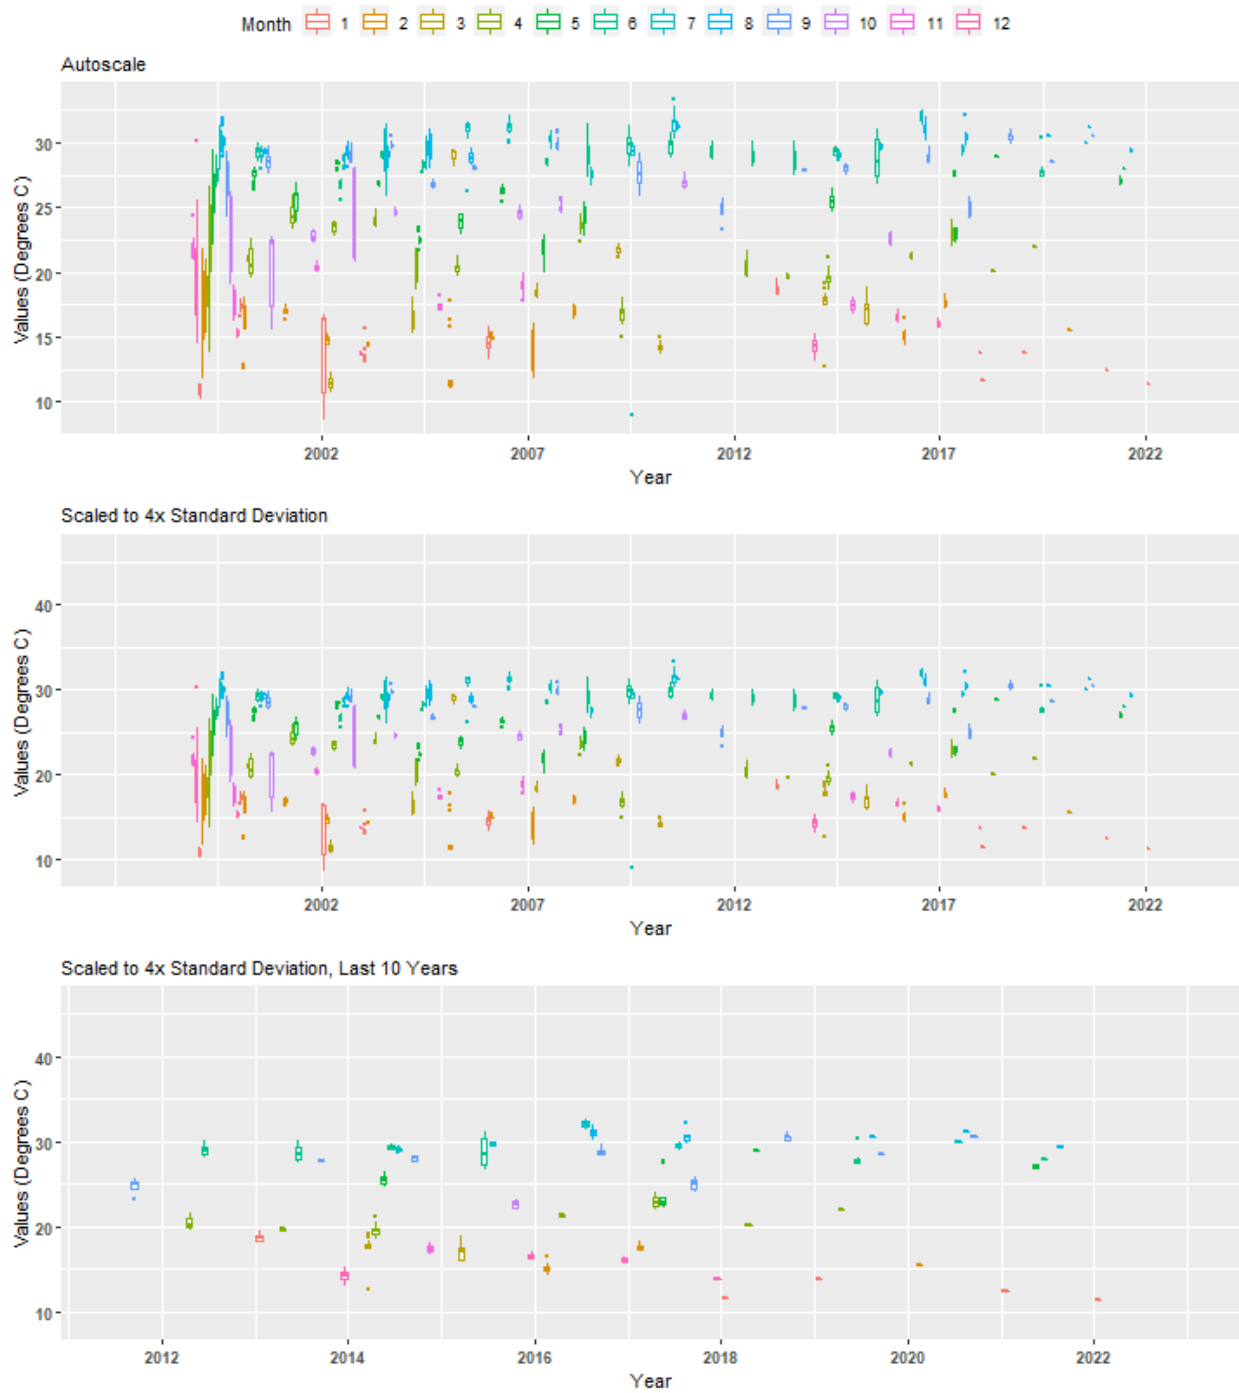 Month 1 2 3 4 5 6 7 8 9 10 11 12
Autoscale
Values (Degrees C)
30
25
20
15
10
2002 2007 2012 2017 2022
Year
Scaled to 4x Standard Deviation
Values (Degrees C)
40
30
20
10
2002 2007 2012 2017 2022
Year
Scaled to 4x Standard Deviation, Last 10 Years
Values (Degrees C)
40
30
20
10
2012 2014 2016 2018 2020 2022
Year